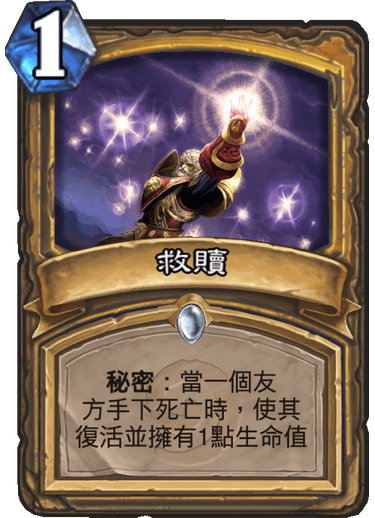 1
救贖
秘密：當一個友
方手下死亡時，使其
復活並擁有1點生命值